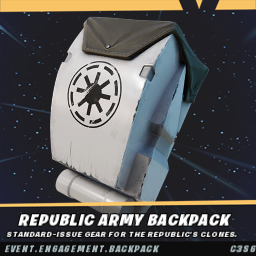 REPUBLIC ARMY BACKPACK
STANDARD-ISSUE GEAR FOR THE REPUBLIC'S CLONES.
EVENT.ENGAGEMENT.BACKPACK C3S6